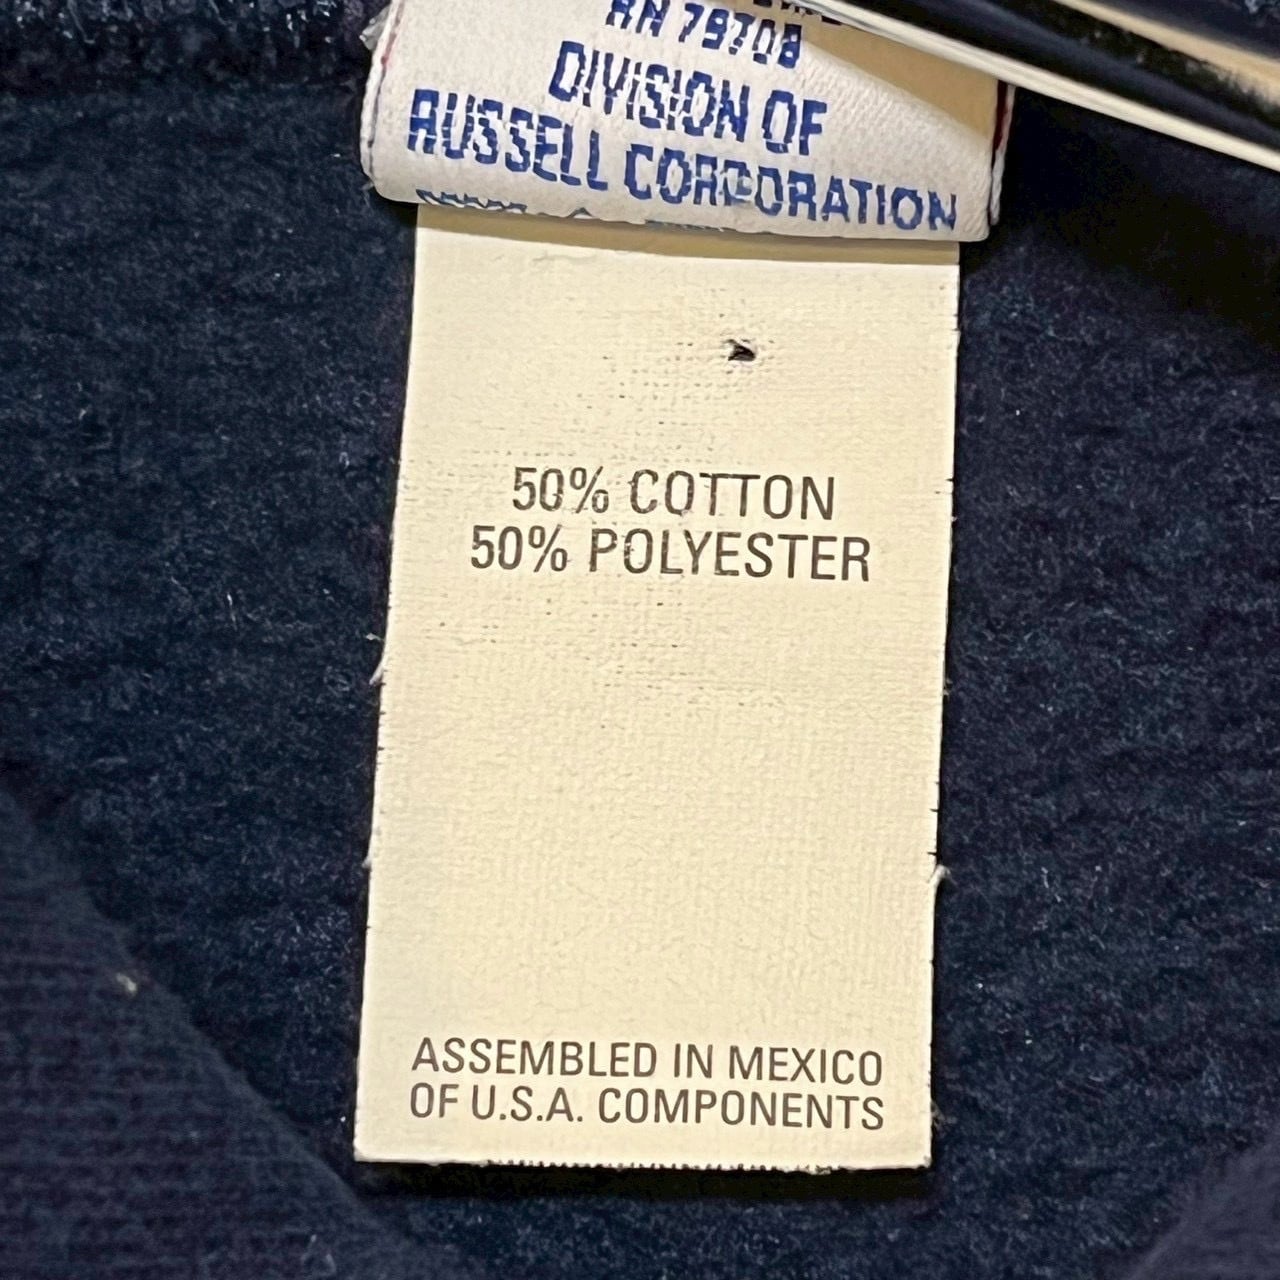 RN 79708
DIVISION OF
RUSSELL CORPORATION
50% COTTON
50% POLYESTER
ASSEMBLED IN MEXICO
OF U.S.A. COMPONENTS